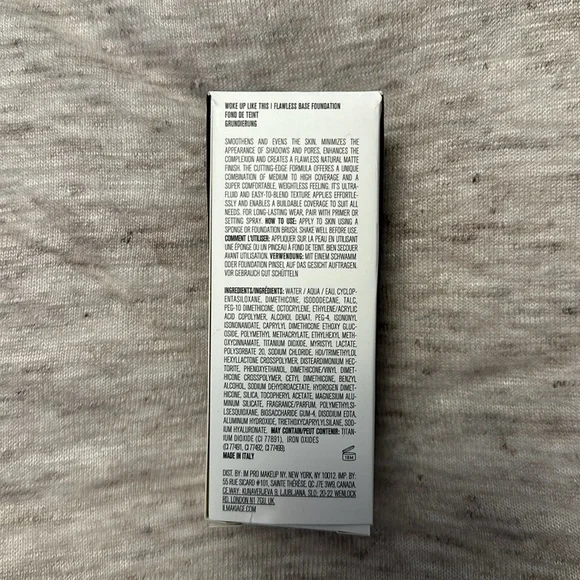 WOKE UP LIKE THIS | FLAWLESS BASE FOUNDATION
FOND DE TEINT
GRUNDIERUNG
SMOOTHENS AND EVENS THE SKIN, MINIMIZES THE
APPEARANCE OF SHADOWS AND PORES, ENHANCES THE
COMPLEXION AND CREATES A FLAWLESS NATURAL MATTE
FINISH. THE CUTTING-EDGE FORMULA OFFERS A UNIQUE
COMBINATION OF MEDIUM TO HIGH COVERAGE AND A
SUPER COMFORTABLE, WEIGHTLESS FEELING. IT'S ULTRA-
FLUID AND EASY-TO-BLEND TEXTURE APPLIES EFFORTL-
ESSLY AND ENABLES A BUILDABLE COVERAGE TO SUIT ALL
NEEDS. FOR LONG-LASTING WEAR, PAIR WITH PRIMER OR
SETTING SPRAY. HOW TO USE: APPLY TO SKIN USING A
SPONGE OR FOUNDATION BRUSH. SHAKE WELL BEFORE USE.
COMMENT L'UTILISER: APPLIQUER SUR LA PEAU EN UTILISANT
UNE ÉPONGE OU UN PINCEAU À FOND DE TEINT. BIEN SECOUER
AVANT UTILISATION. VERWENDUNG: MIT EINEM SCHWAMM
ODER FOUNDATION PINSEL AUF DAS GESICHT AUFTRAGEN.
VOR GEBRAUCH GUT SCHÜTTELN
INGREDIENTS/INGRÉDIENTS: WATER / AQUA / EAU, CYCLOP-
ENTASILOXANE, DIMETHICONE, ISODODECANE, TALC,
PEG-10 DIMETHICONE, OCTOCRYLENE, ETHYLENE/ACRYLIC
ACID COPOLYMER, ALCOHOL DENAT, PEG-4, ISONONYL
ISONONANOATE, CAPRYLYL DIMETHICONE ETHOXY GLUC-
OSIDE, POLYMETHYL METHACRYLATE, ETHYLHEXYL METH-
OXYCINNAMATE, TITANIUM DIOXIDE, MYRISTYL LACTATE,
POLYSORBATE 20, SODIUM CHLORIDE, HDI/TRIMETHYLOL
HEXYLLACTONE CROSSPOLYMER, DISTEARDIMONIUM HEC-
TORITE, PHENOXYETHANOL, DIMETHICONE/VINYL DIMET-
HICONE CROSSPOLYMER, CETYL DIMETHICONE, BENZYL
ALCOHOL, SODIUM DEHYDROACETATE, HYDROGEN DIMET-
HICONE, SILICA, TOCOPHERYL ACETATE, MAGNESIUM ALU-
MINUM SILICATE, FRAGRANCE/PARFUM, POLYMETHYLSI-
LSESQUIOXANE, BIOSACCHARIDE GUM-4, DISODIUM EDTA,
ALUMINUM HYDROXIDE, TRIETHOXYCAPRYLYLSILANE, SOD-
IUM HYALURONATE. MAY CONTAIN/PEUT CONTENIR: TITAN-
IUM DIOXIDE (CI 77891), IRON OXIDES
(CI 77491, CI 77492, CI 77499).
MADE IN ITALY
18M
DIST. BY: IM PRO MAKEUP NY, NEW YORK, NY 10012. IMP. BY:
55 RUE SICARD #101, SAINTE THÉRÈSE, QC J7E 3W9, CANADA.
CE.WAY, KUNAVERJEVA 9, LJUBLJANA, SLO; 20-22 WENLOCK
RD, LONDON N1 7GU, UK.
ILMAKIAGE.COM